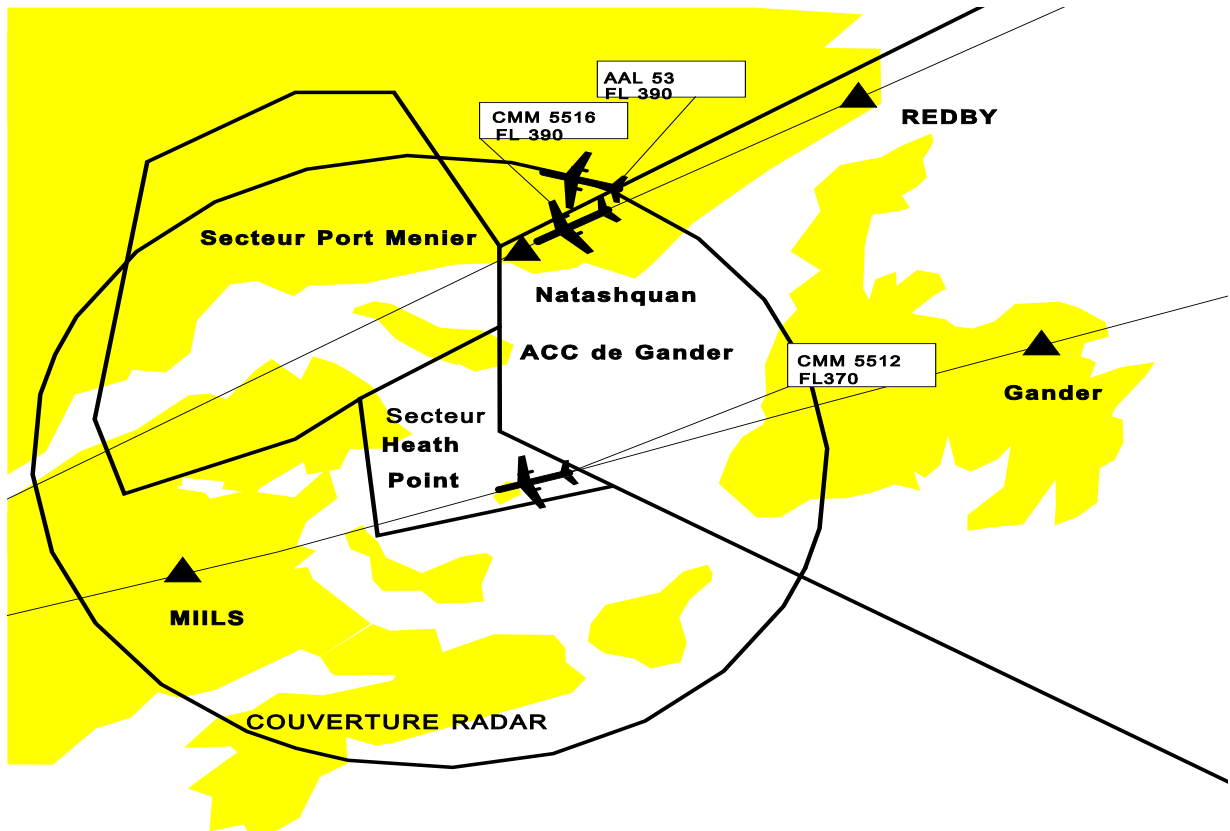 AAL 53
FL 390
CMM 5516
FL 390
REDBY
Secteur Port Menier
Natashquan
ACC de Gander
CMM 5512
FL370
Gander
Secteur
Heath
Point
MIILS
COUVERTURE RADAR